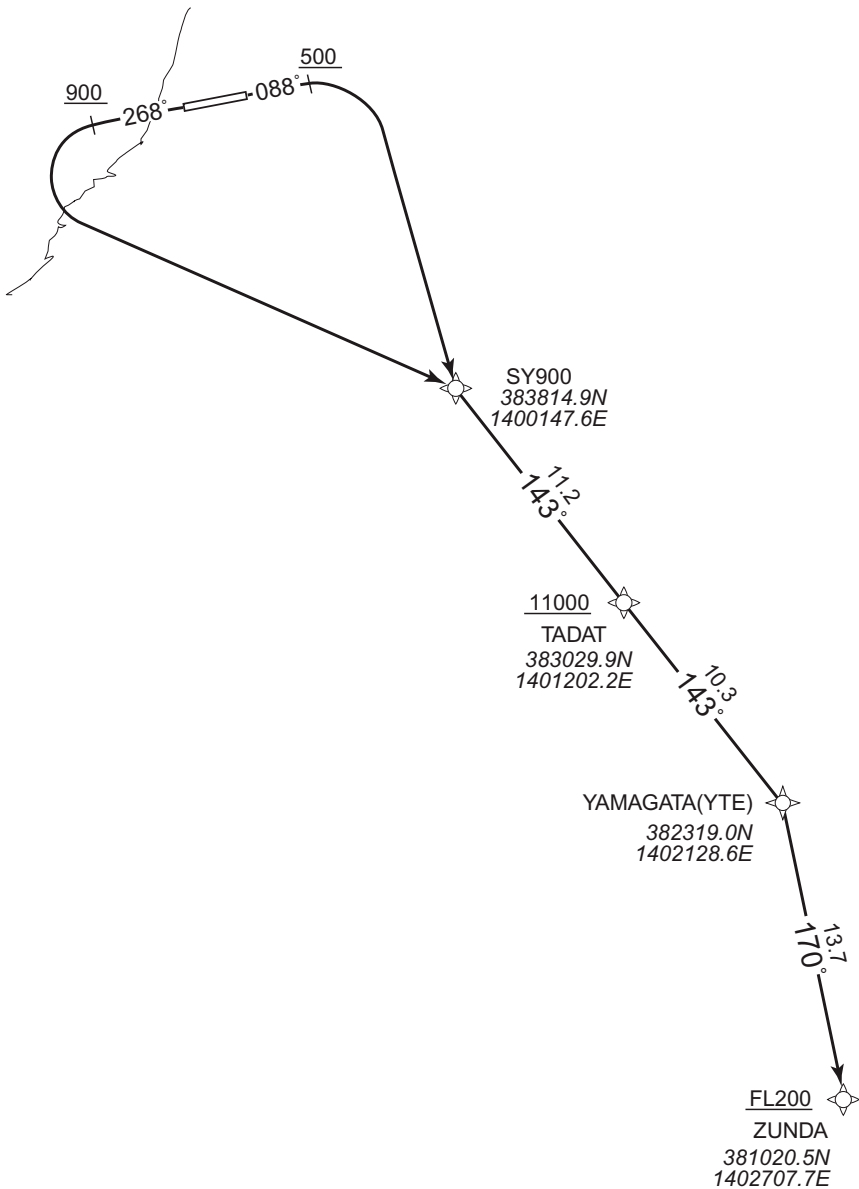 500
900
268°
088°
SY900
383814.9N
1400147.6E
11.2
143°
11000
TADAT
383029.9N
1401202.2E
10.3
143°
YAMAGATA(YTE)
382319.0N
1402128.6E
13.7
170°
FL200
ZUNDA
381020.5N
1402707.7E